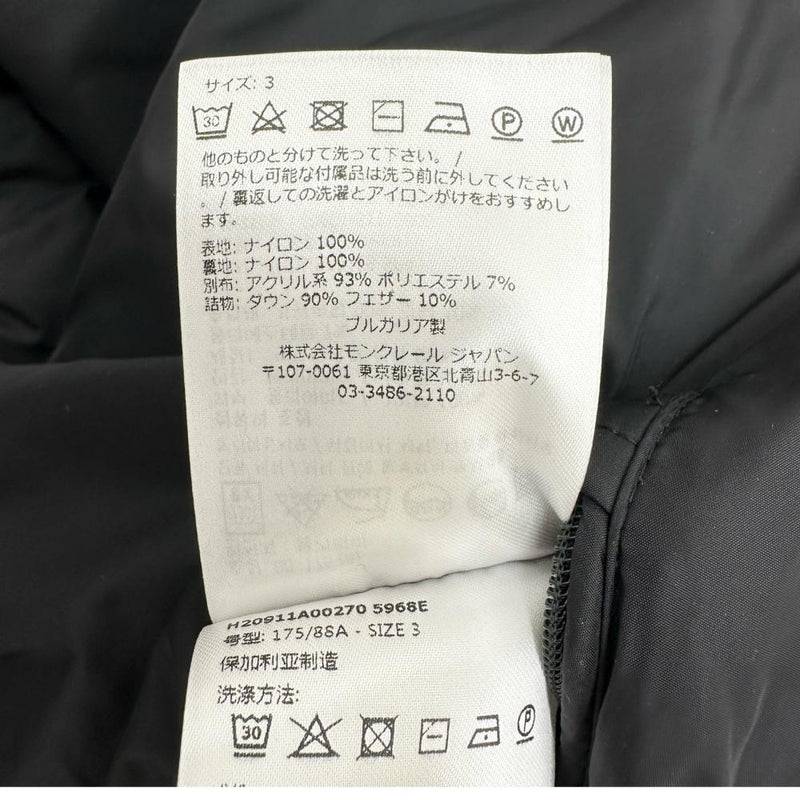 サイズ: 3
30
P
W
他のものと分けて洗って下さい。/
取り外し可能な付属品は洗う前に外してください
。/ 裏返しての洗濯とアイロンがけをおすすめし
ます。
表地: ナイロン 100%
裏地: ナイロン 100%
別布: アクリル系 93% ポリエステル 7%
詰物: ダウン 90% フェザー 10%
ブルガリア製
株式会社モンクレール ジャパン
〒107-0061 東京都港区北青山3-6-7
03-3486-2110
H20911A00270 5968E
号型: 175/88A - SIZE 3
保加利亚制造
洗涤方法:
30
P